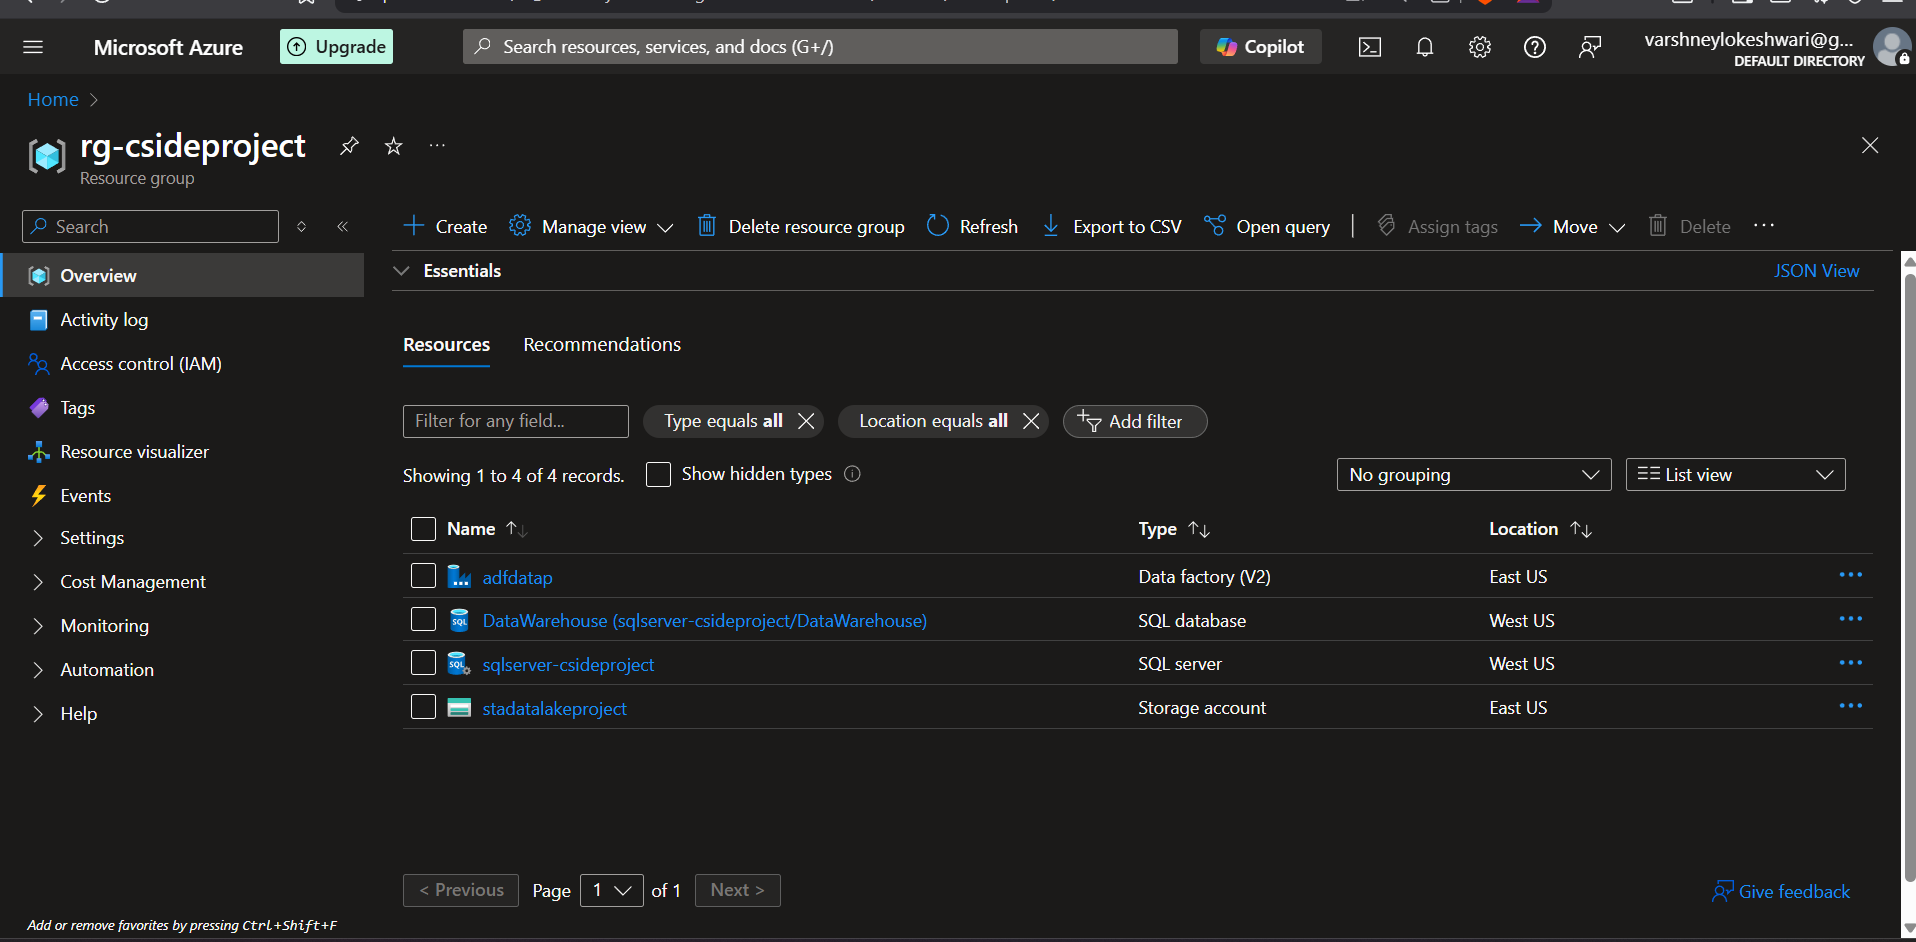 Microsoft Azure
Upgrade
Search resources, services, and docs (G+/)
Copilot
varshneylokeshwari@g...
DEFAULT DIRECTORY
Home
rg-csideproject
Resource group
Search
Create
Manage view
Delete resource group
Refresh
Export to CSV
Open query
Assign tags
Move
Delete
Overview
Activity log
Access control (IAM)
Tags
Resource visualizer
Events
Settings
Cost Management
Monitoring
Automation
Help
Essentials
JSON View
Resources
Recommendations
Filter for any field...
Type equals all
Location equals all
Add filter
Showing 1 to 4 of 4 records.
Show hidden types
No grouping
List view
Name
Type
Location
adfdatap
Data factory (V2)
East US
DataWarehouse (sqlserver-csideproject/DataWarehouse)
SQL database
West US
sqlserver-csideproject
SQL server
West US
stadatalakeproject
Storage account
East US
< Previous
Page
1
of 1
Next >
Give feedback
Add or remove favorites by pressing Ctrl+Shift+F